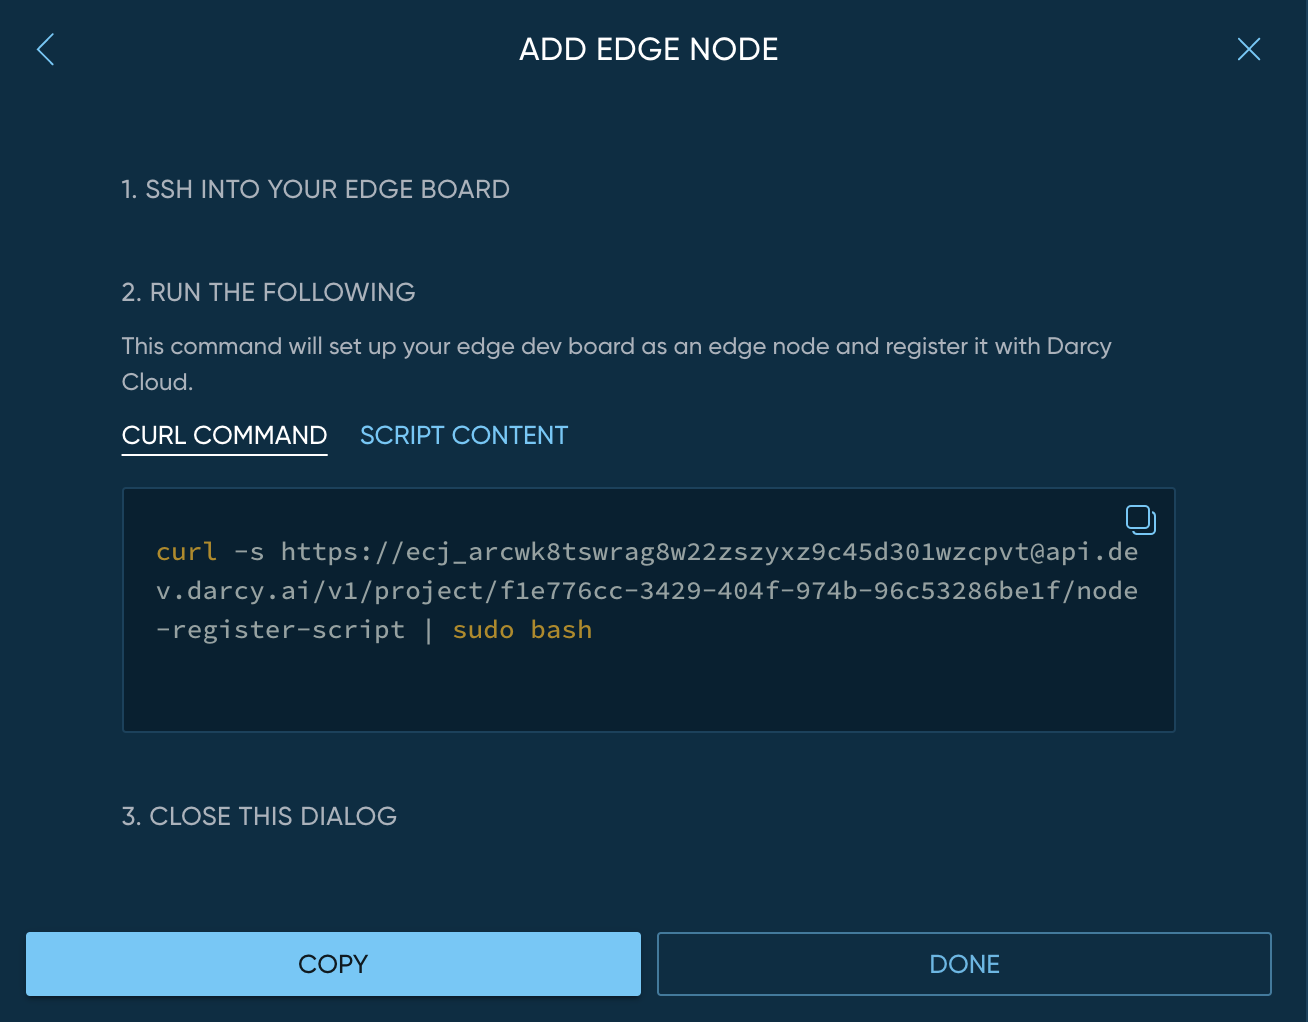 ADD EDGE NODE
1. SSH INTO YOUR EDGE BOARD
2. RUN THE FOLLOWING
This command will set up your edge dev board as an edge node and register it with Darcy
Cloud.
CURL COMMAND SCRIPT CONTENT
curl -s https://ecj_arcwk8tswrag8w22zszyxz9c45d301wzcpvt@api.de
v.darcy.ai/v1/project/f1e776cc-3429-404f-974b-96c53286be1f/node
-register-script | sudo bash
3. CLOSE THIS DIALOG
COPY DONE